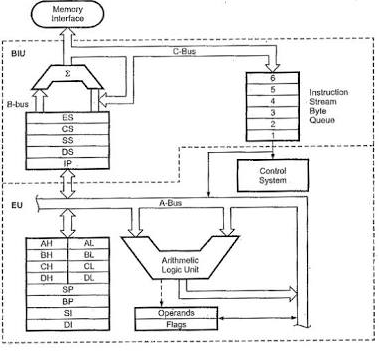 Memory
Interface
BIU
C-Bus
Σ
B-bus
ES
CS
SS
DS
IP
6
5
4
3
2
1
Instruction
Stream
Byte
Queue
Control
System
EU
A-Bus
AH AL
BH BL
CH CL
DH DL
SP
BP
SI
DI
Arithmetic
Logic Unit
Operands
Flags